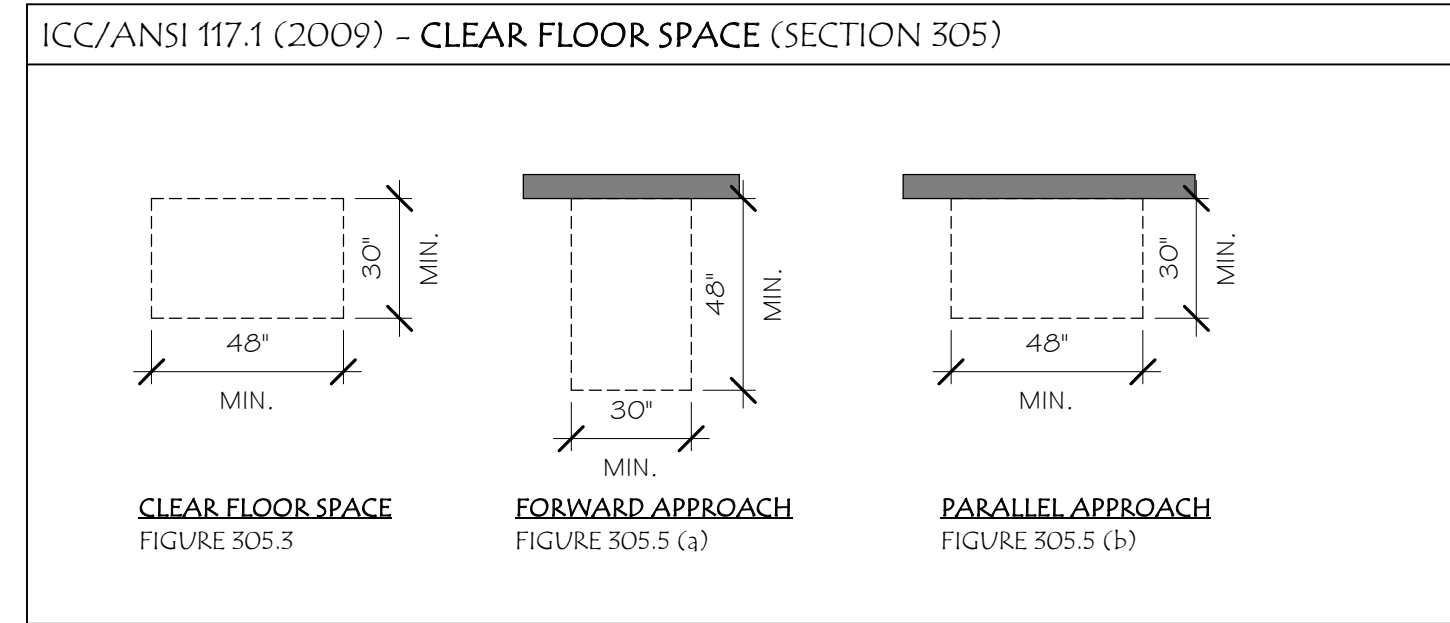 ICC/ANSI 117.1 (2009) - CLEAR FLOOR SPACE (SECTION 305)
30"
MIN.
48"
MIN.
CLEAR FLOOR SPACE
FIGURE 305.3
48"
MIN.
30"
MIN.
FORWARD APPROACH
FIGURE 305.5 (a)
30"
MIN.
48"
MIN.
PARALLEL APPROACH
FIGURE 305.5 (b)